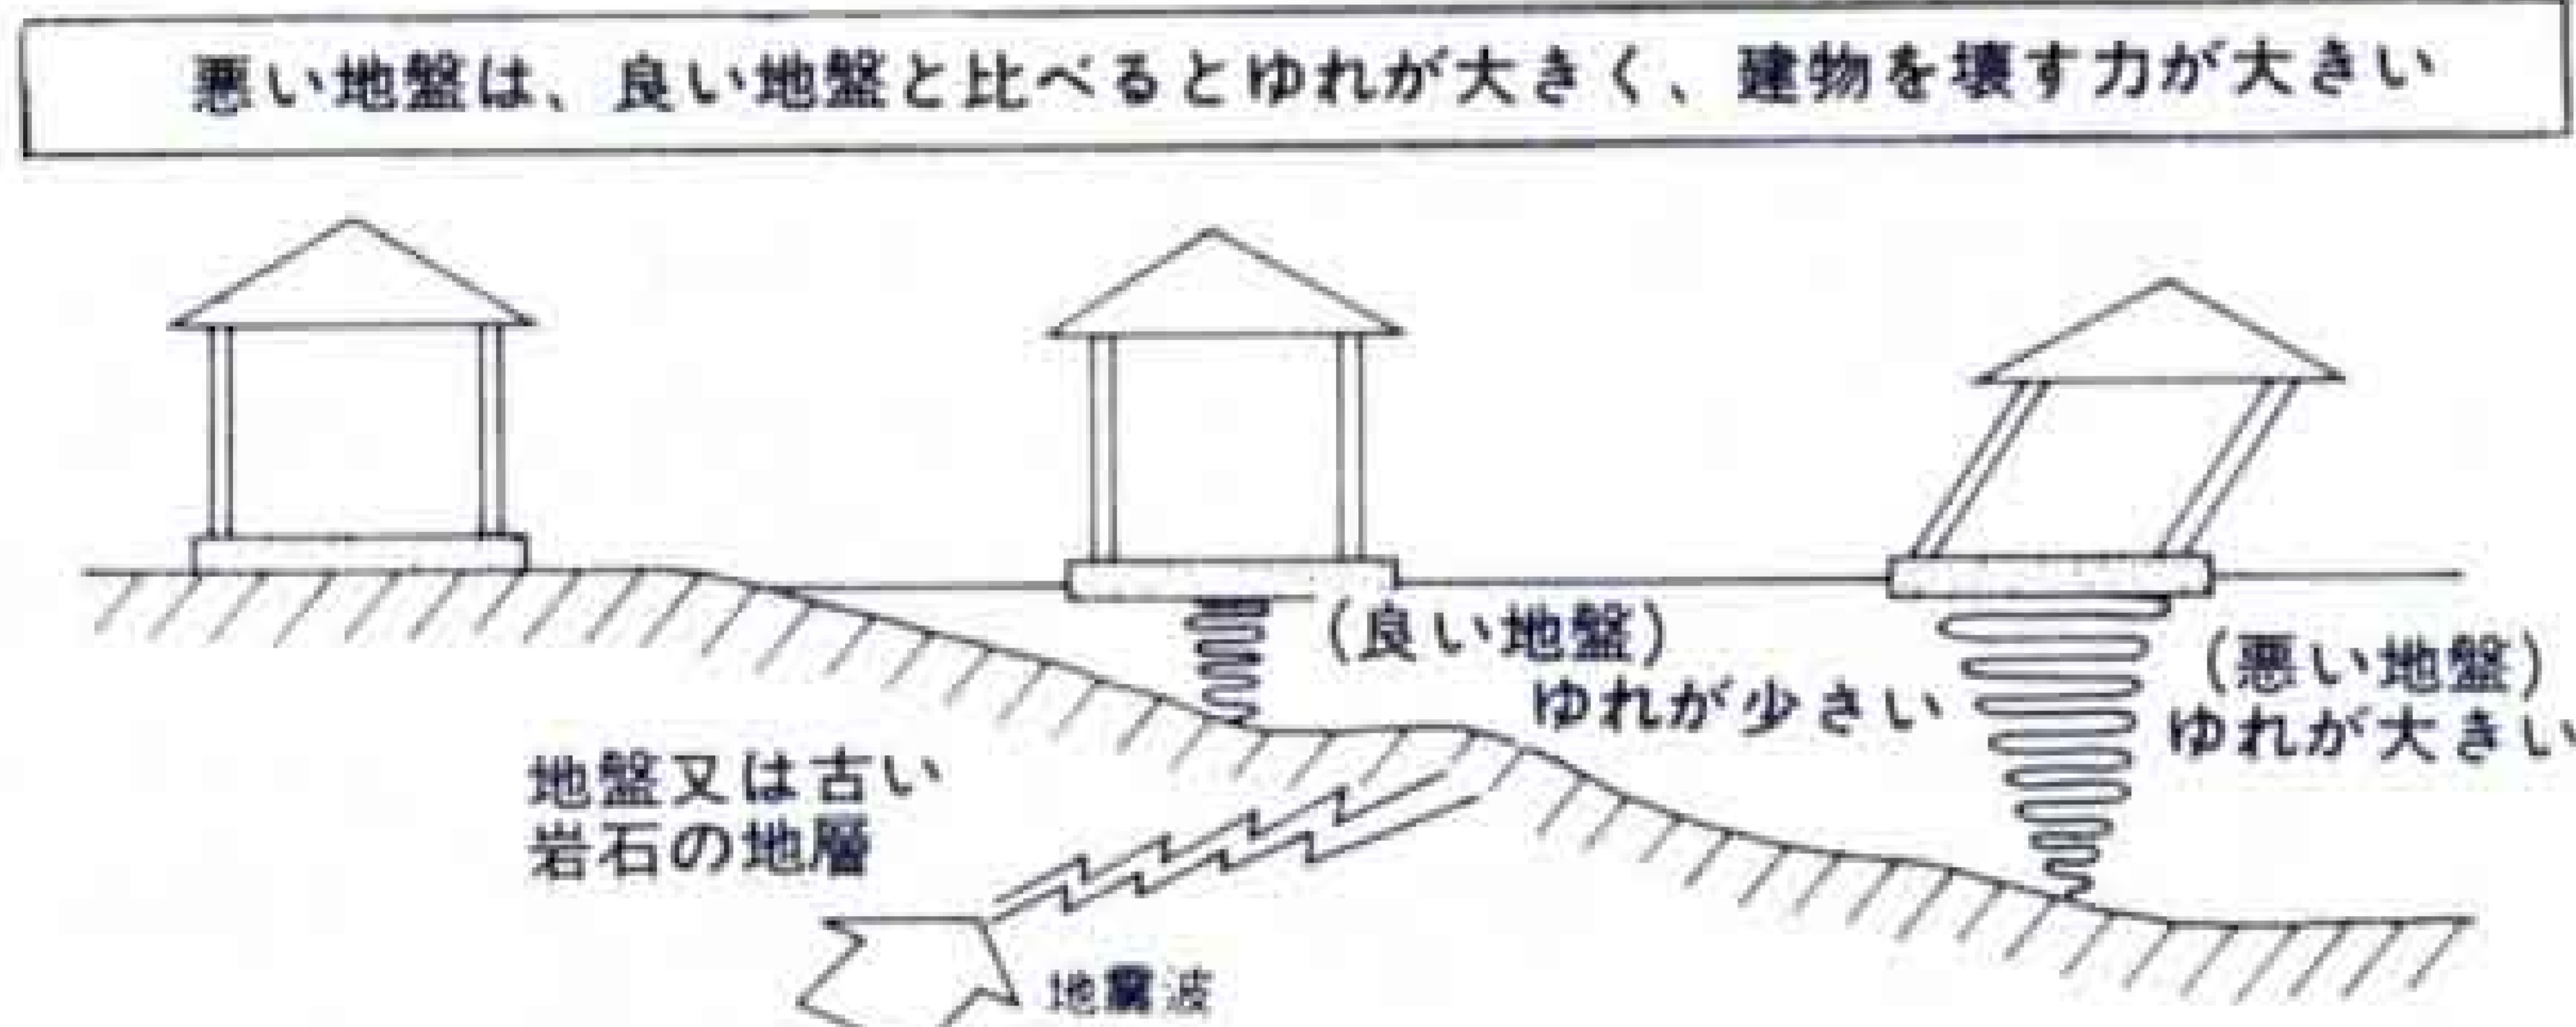 悪い地盤は、良い地盤と比べるとゆれが大きく、建物を壊す力が大きい
(良い地盤)
ゆれが少さい
(悪い地盤)
ゆれが大きい
地盤又は古い
岩石の地層
地震波